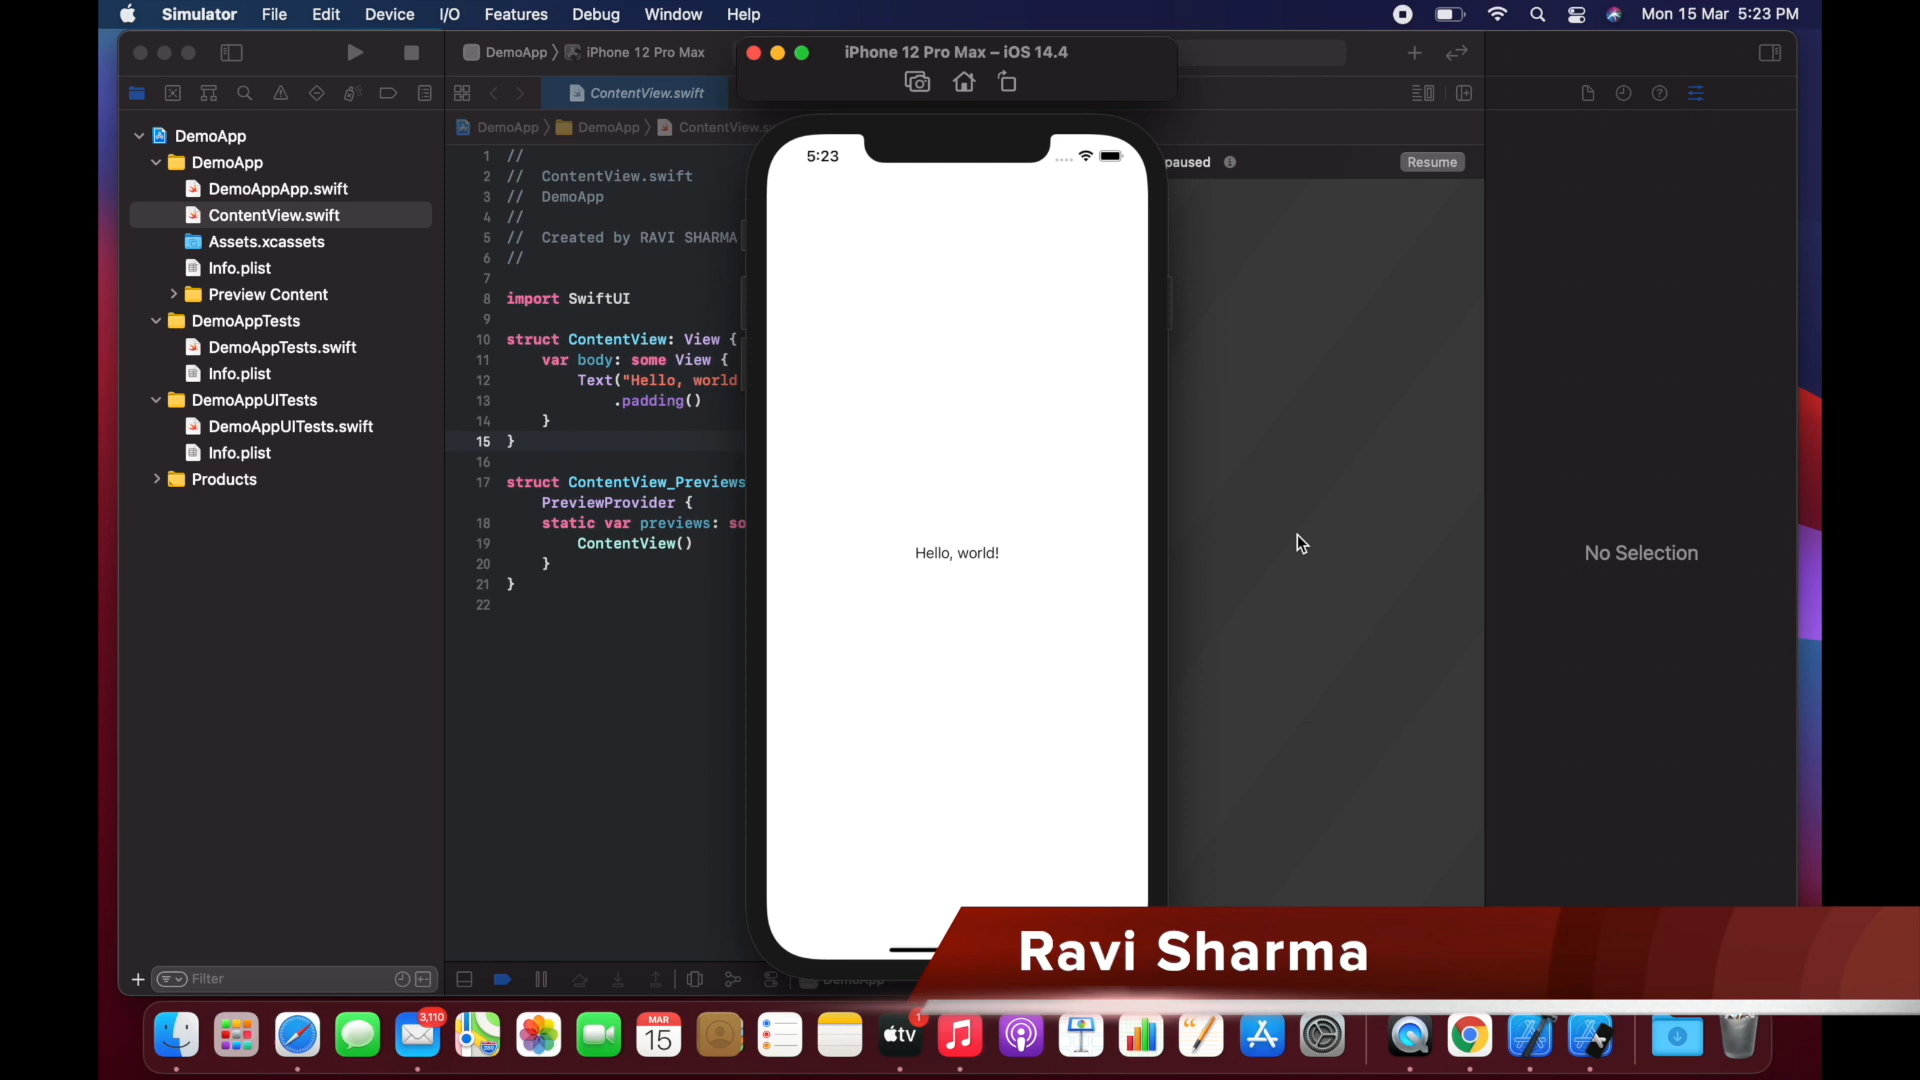 Simulator File Edit Device I/O Features Debug Window Help Mon 15 Mar 5:23 PM
DemoApp iPhone 12 Pro Max
iPhone 12 Pro Max – iOS 14.4
ContentView.swift
DemoApp DemoApp
DemoApp
DemoApp
DemoAppApp.swift
ContentView.swift
Assets.xcassets
Info.plist
Preview Content
DemoAppTests
DemoAppTests.swift
Info.plist
DemoAppUITests
DemoAppUITests.swift
Info.plist
Products
Filter
1 //
2 // ContentView.swift
3 // DemoApp
4 //
5 // Created by RAVI SHARMA
6 //
7
8 import SwiftUI
9
10 struct ContentView: View {
11 var body: some View {
12 Text("Hello, world
13 .padding()
14 }
15 }
16
17 struct ContentView_Previews
PreviewProvider {
18 static var previews: so
19 ContentView()
20 }
21 }
22
5:23
Hello, world!
paused Resume
No Selection
Ravi Sharma
3,110
MAR
15
tv
1